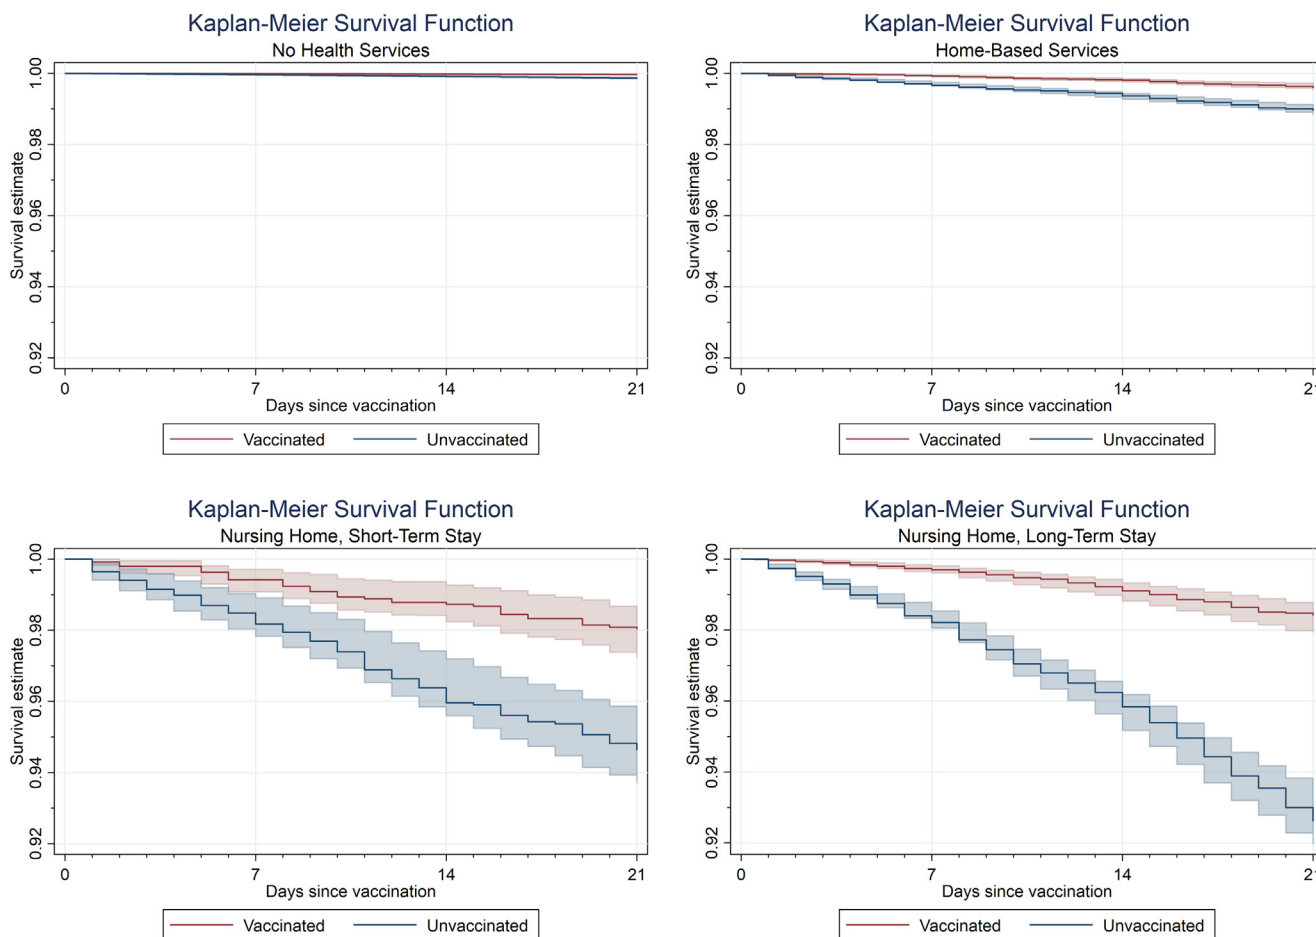 Kaplan-Meier Survival Function
No Health Services
Survival estimate
1.00
0.98
0.96
0.94
0.92
0 7 14 21
Days since vaccination
Vaccinated Unvaccinated
Kaplan-Meier Survival Function
Home-Based Services
Survival estimate
1.00
0.98
0.96
0.94
0.92
0 7 14 2
Days since vaccination
Vaccinated Unvaccinated
Kaplan-Meier Survival Function
Nursing Home, Short-Term Stay
Survival estimate
1.00
0.98
0.96
0.94
0.92
0 7 14 21
Days since vaccination
Vaccinated Unvaccinated
Kaplan-Meier Survival Function
Nursing Home, Long-Term Stay
Survival estimate
1.00
0.98
0.96
0.94
0.92
0 7 14 2
Days since vaccination
Vaccinated Unvaccinated